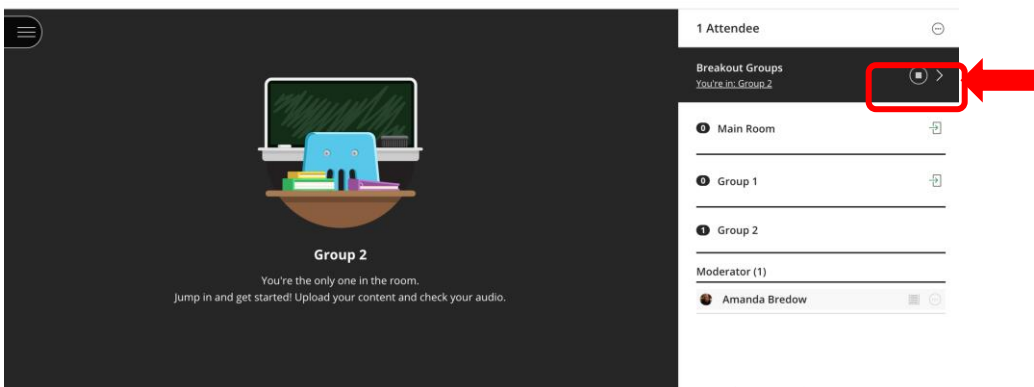 1 Attendee
Breakout Groups
You're in: Group 2
0 Main Room
0 Group 1
1 Group 2
Moderator (1)
Amanda Bredow
Group 2
You're the only one in the room.
Jump in and get started! Upload your content and check your audio.